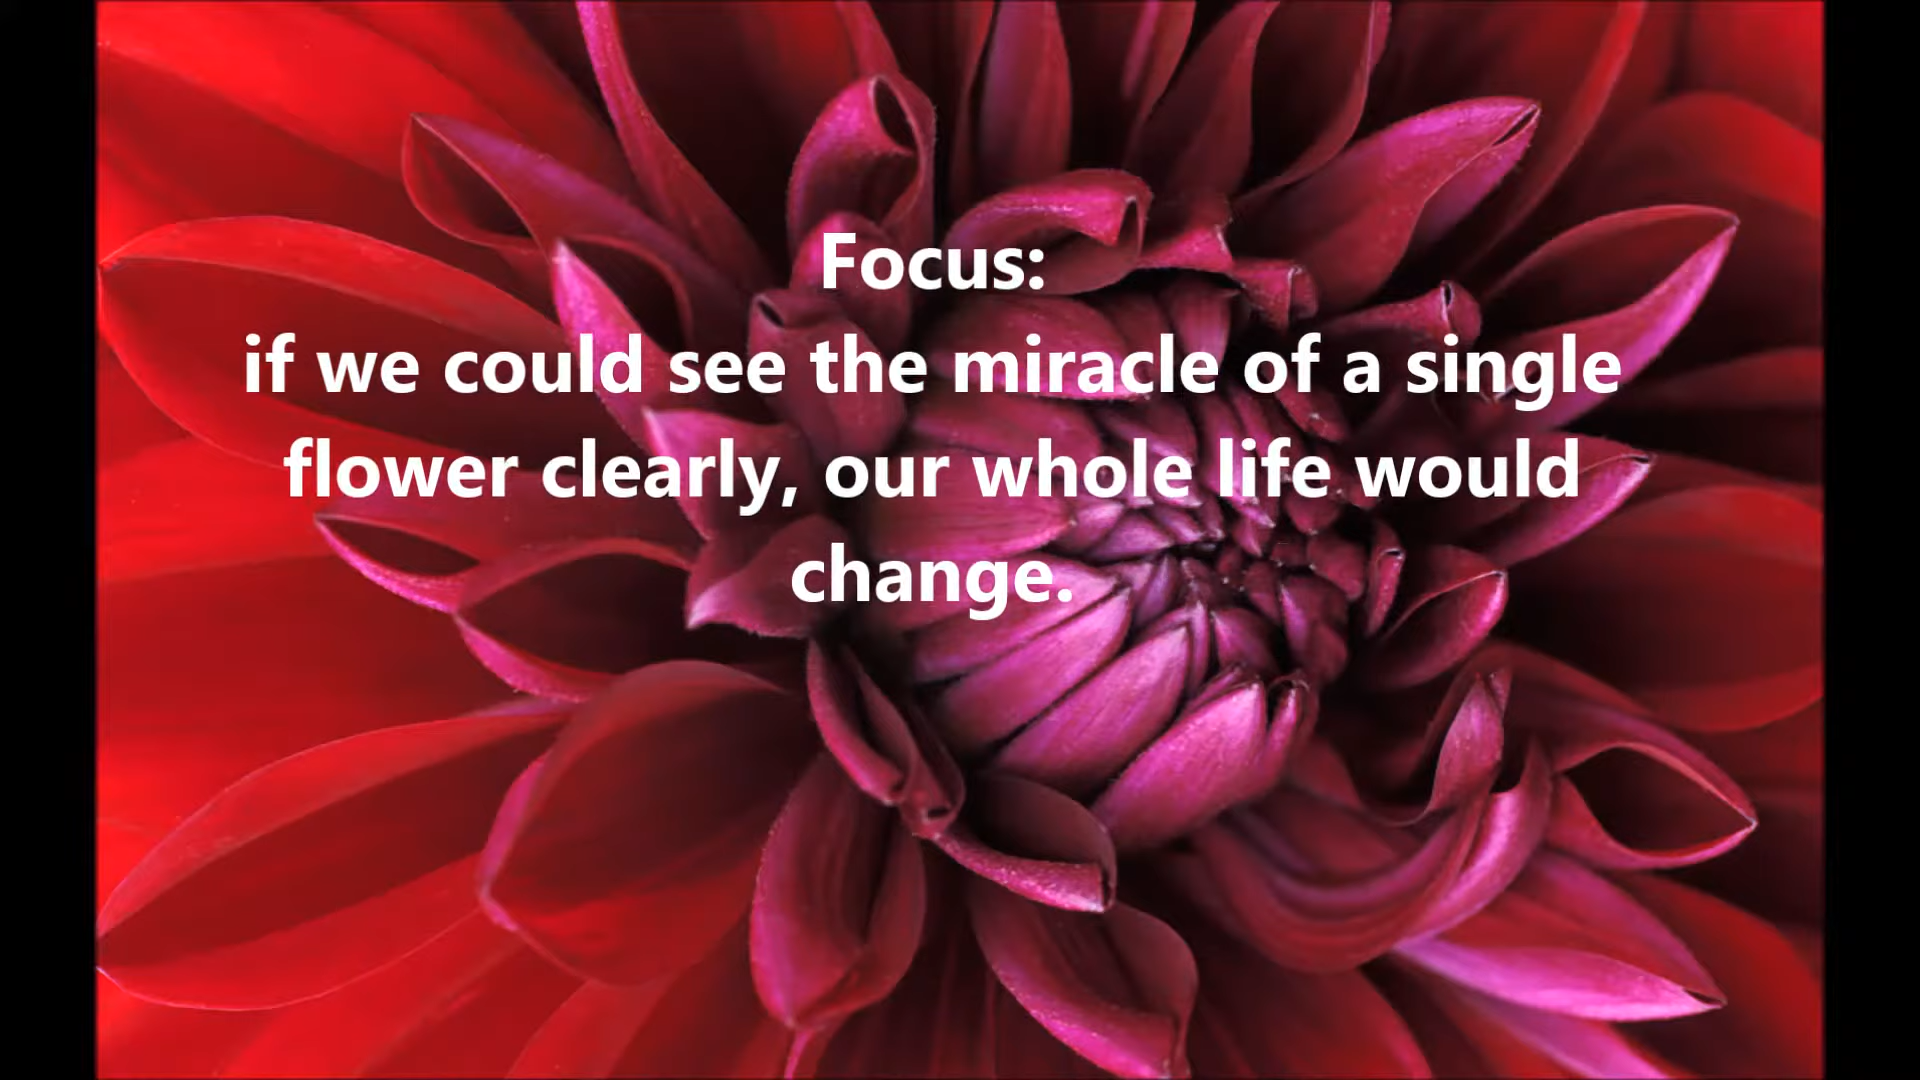 Focus:
if we could see the miracle of a single
flower clearly, our whole life would
change.